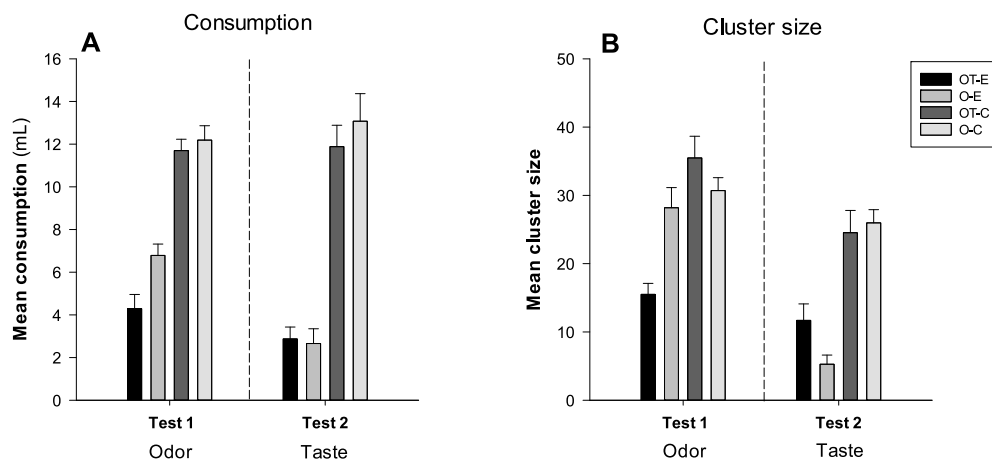 Consumption
A
16
14
12
10
8
6
4
2
0
Mean consumption (mL)
Test 1
Test 2
Odor
Taste
Cluster size
B
50
40
30
20
10
0
Mean cluster size
OT-E
O-E
OT-C
O-C
Test 1
Test 2
Odor
Taste